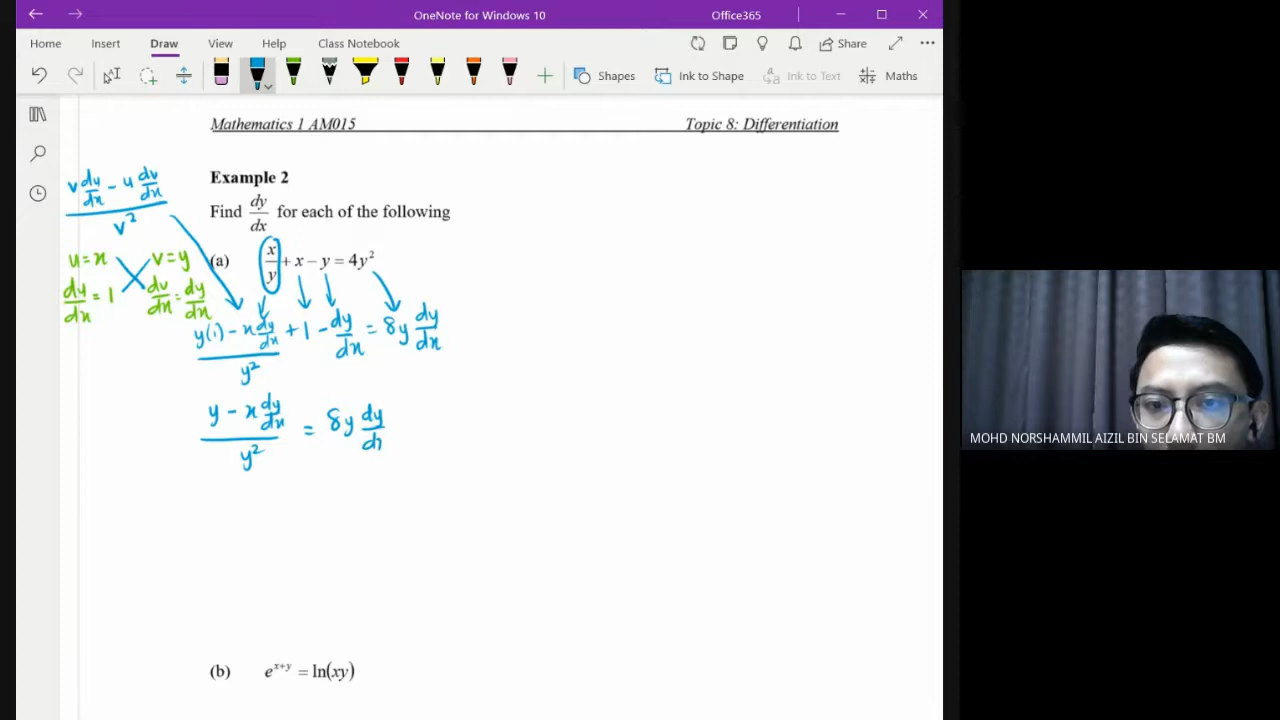 OneNote for Windows 10
Office365
Home Insert Draw View Help Class Notebook
Share
Shapes Ink to Shape Ink to Text Maths
Mathematics 1 AM015 Topic 8: Differentiation
Example 2
Find dy/dx for each of the following
(v du/dx - u dv/dx)/v²
u = x v = y
du/dx = 1 dv/dx = dy/dx
(a) x/y + x − y = 4y²
(y(1) - x dy/dx)/y² + 1 - dy/dx = 8y dy/dx
(y - x dy/dx)/y² = 8y dy/d
(b) e^(x+y) = ln(xy)
MOHD NORSHAMMIL AIZIL BIN SELAMAT BM